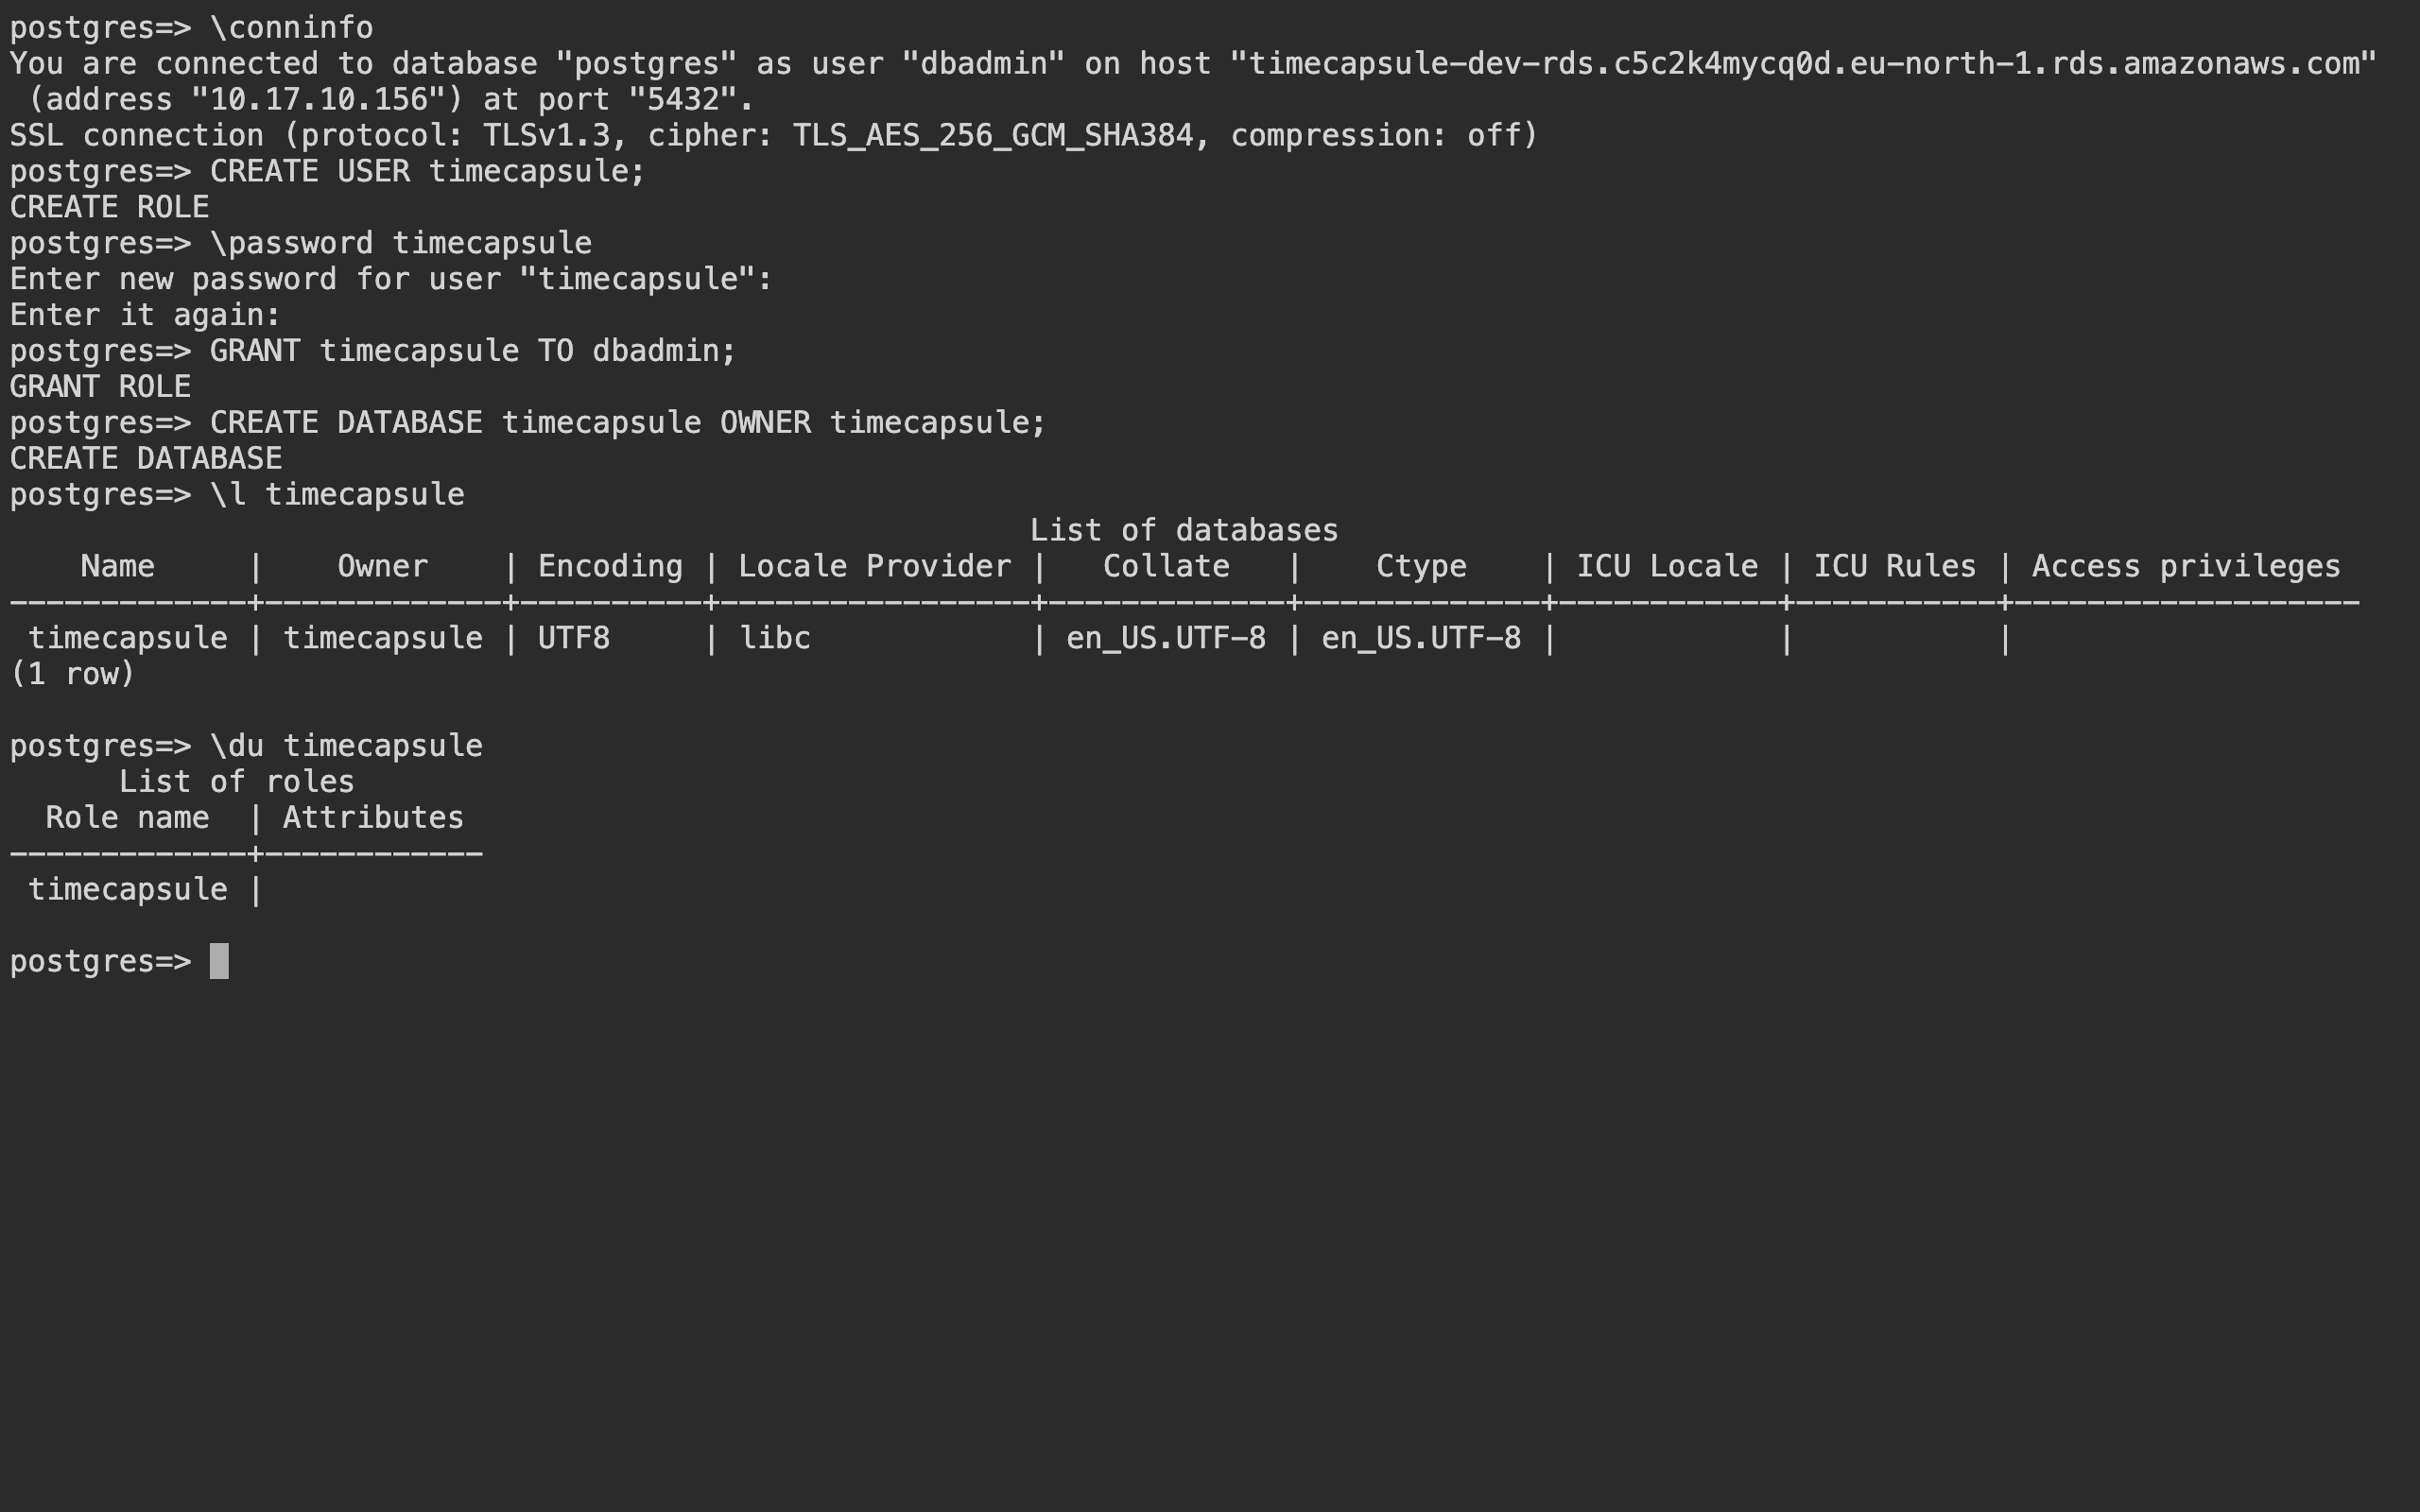 postgres=> \conninfo
You are connected to database "postgres" as user "dbadmin" on host "timecapsule-dev-rds.c5c2k4mycq0d.eu-north-1.rds.amazonaws.com"
 (address "10.17.10.156") at port "5432".
SSL connection (protocol: TLSv1.3, cipher: TLS_AES_256_GCM_SHA384, compression: off)
postgres=> CREATE USER timecapsule;
CREATE ROLE
postgres=> \password timecapsule
Enter new password for user "timecapsule":
Enter it again:
postgres=> GRANT timecapsule TO dbadmin;
GRANT ROLE
postgres=> CREATE DATABASE timecapsule OWNER timecapsule;
CREATE DATABASE
postgres=> \l timecapsule
                                                        List of databases
    Name     |    Owner    | Encoding | Locale Provider |   Collate   |    Ctype    | ICU Locale | ICU Rules | Access privileges
-------------+-------------+----------+-----------------+-------------+-------------+------------+-----------+-------------------
 timecapsule | timecapsule | UTF8     | libc            | en_US.UTF-8 | en_US.UTF-8 |            |           |
(1 row)

postgres=> \du timecapsule
      List of roles
  Role name  | Attributes
-------------+------------
 timecapsule |

postgres=>